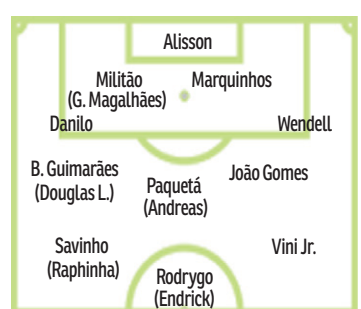 Alisson
Militão
(G. Magalhães)
Marquinhos
Danilo
Wendell
B. Guimarães
(Douglas L.)
Paquetá
(Andreas)
João Gomes
Savinho
(Raphinha)
Rodrygo
(Endrick)
Vini Jr.